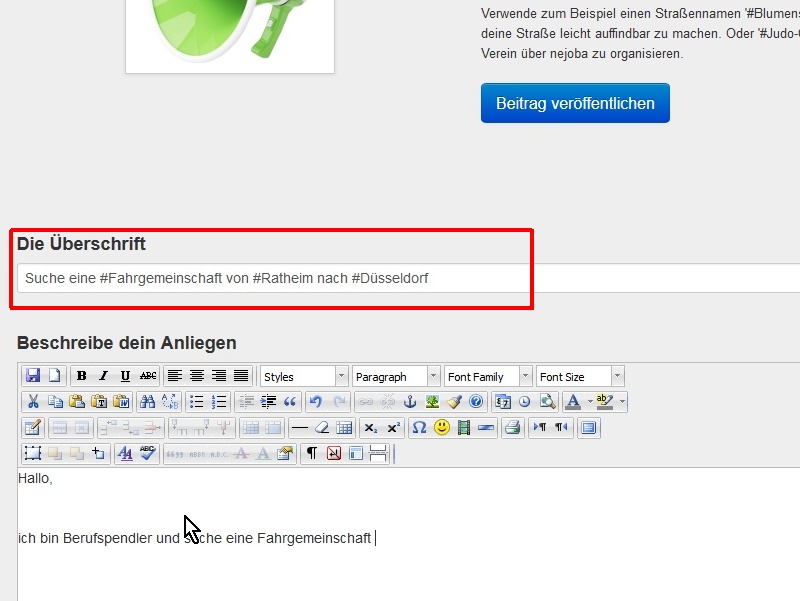 Verwende zum Beispiel einen Straßennamen '#Blumens
deine Straße leicht auffindbar zu machen. Oder '#Judo-
Verein über nejoba zu organisieren.
Beitrag veröffentlichen
Die Überschrift
Suche eine #Fahrgemeinschaft von #Ratheim nach #Düsseldorf
Beschreibe dein Anliegen
B I U ABC Styles Paragraph Font Family Font Size
Hallo,
ich bin Berufspendler und suche eine Fahrgemeinschaft